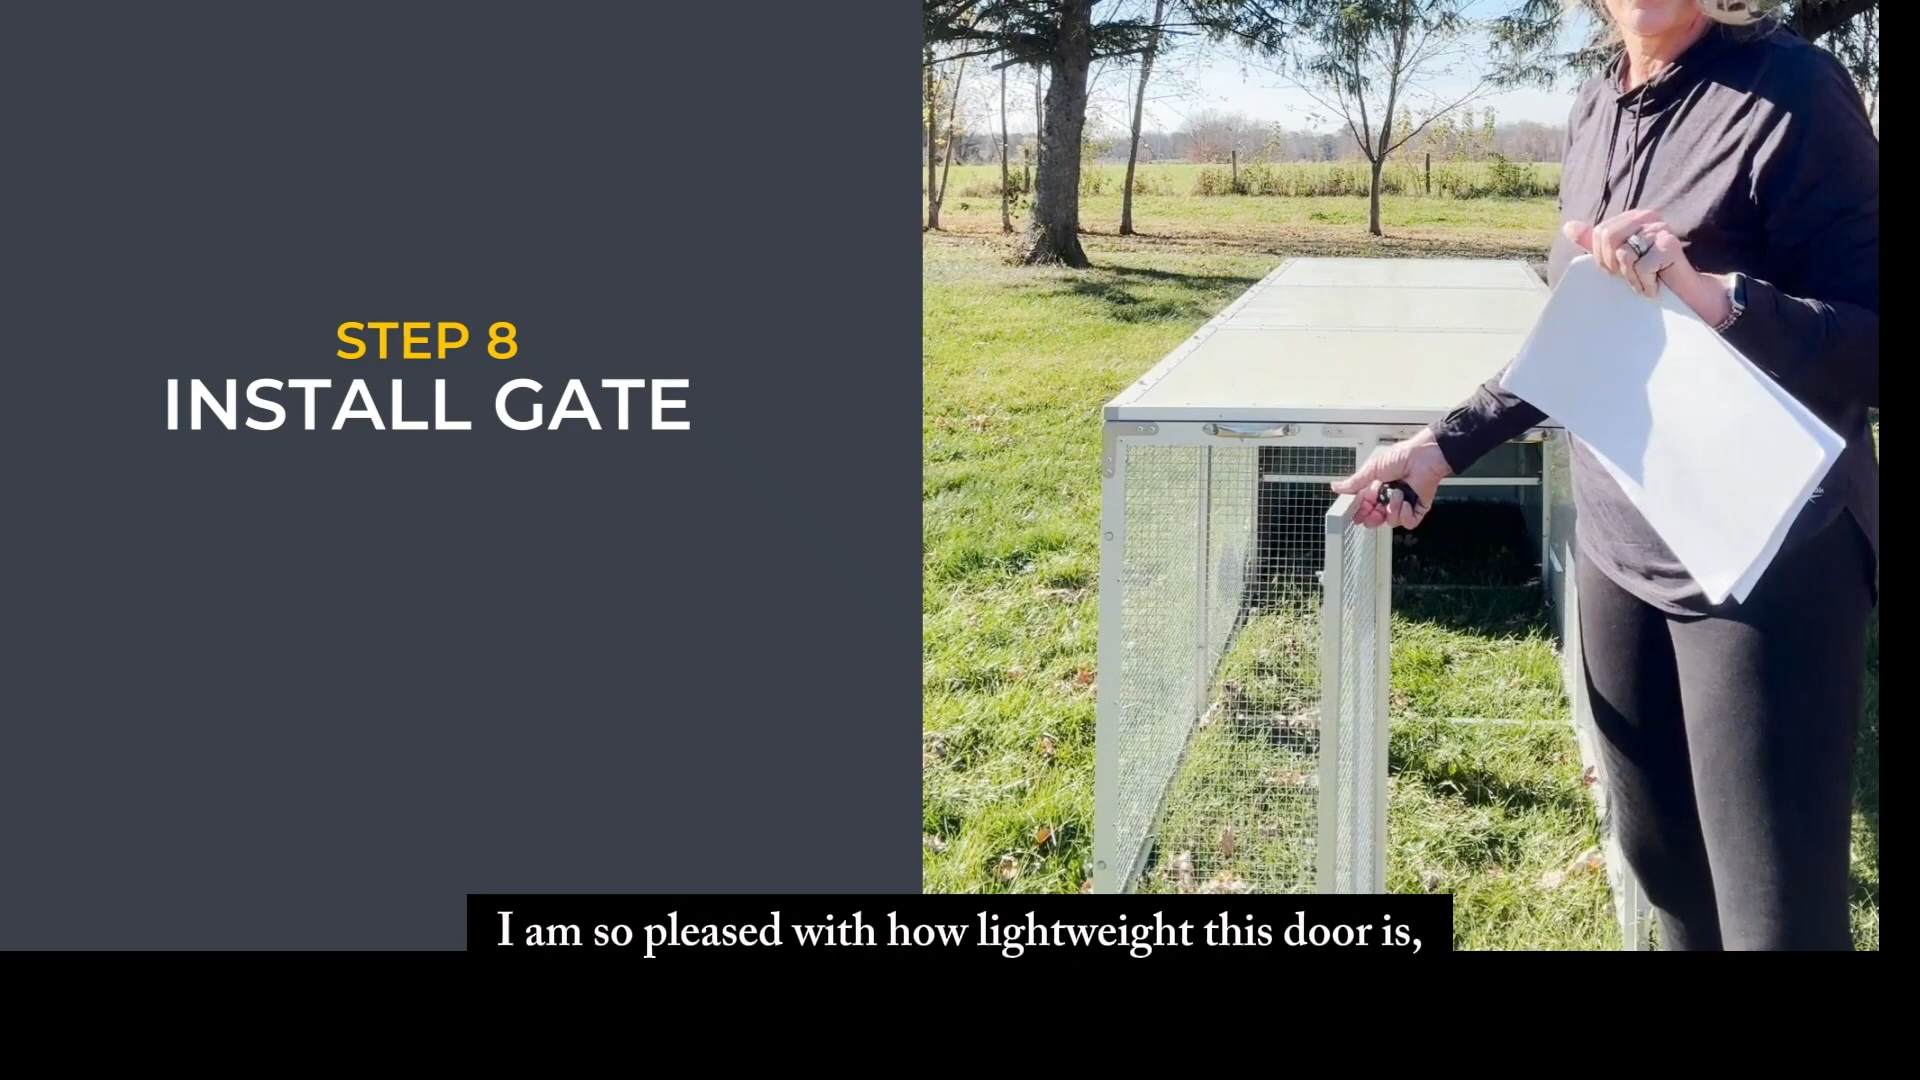 STEP 8
INSTALL GATE
I am so pleased with how lightweight this door is,